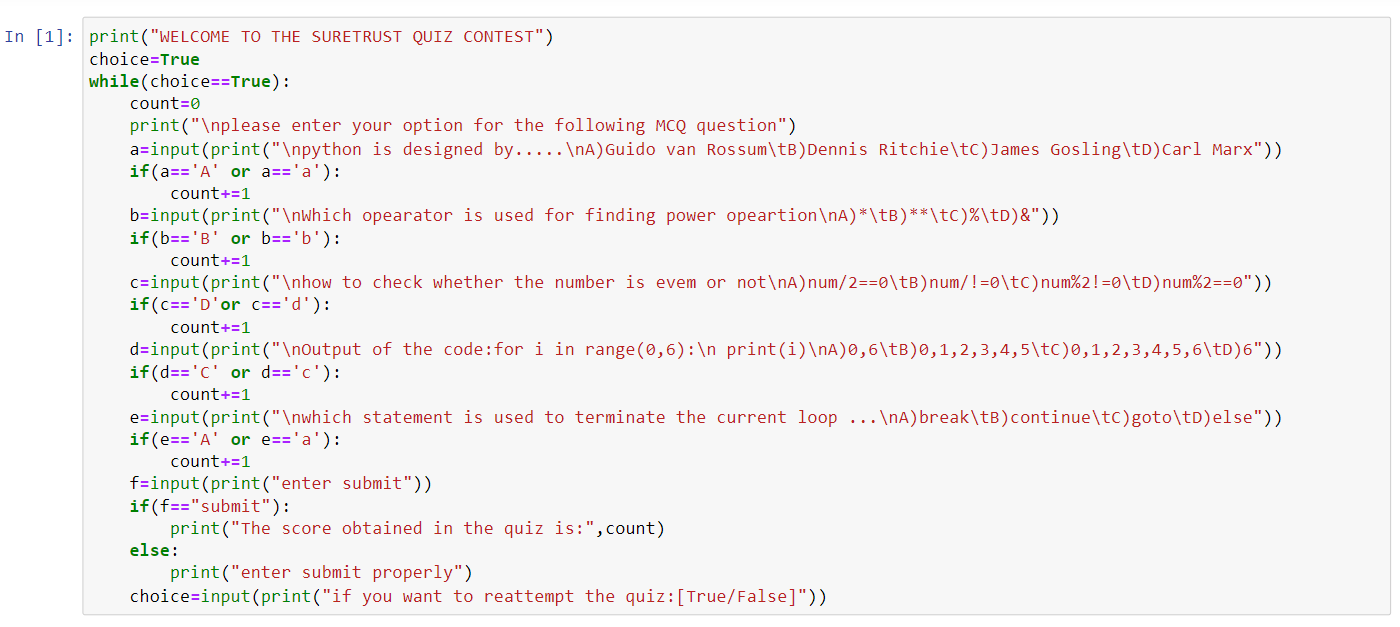 In [1]: print("WELCOME TO THE SURETRUST QUIZ CONTEST")
choice=True
while(choice==True):
    count=0
    print("\nplease enter your option for the following MCQ question")
    a=input(print("\npython is designed by.....\nA)Guido van Rossum\tB)Dennis Ritchie\tC)James Gosling\tD)Carl Marx"))
    if(a=='A' or a=='a'):
        count+=1
    b=input(print("\nWhich opearator is used for finding power opeartion\nA)*\tB)**\tC)%\tD)&"))
    if(b=='B' or b=='b'):
        count+=1
    c=input(print("\nhow to check whether the number is evem or not\nA)num/2==0\tB)num/!=0\tC)num%2!=0\tD)num%2==0"))
    if(c=='D'or c=='d'):
        count+=1
    d=input(print("\nOutput of the code:for i in range(0,6):\n print(i)\nA)0,6\tB)0,1,2,3,4,5\tC)0,1,2,3,4,5,6\tD)6"))
    if(d=='C' or d=='c'):
        count+=1
    e=input(print("\nwhich statement is used to terminate the current loop ...\nA)break\tB)continue\tC)goto\tD)else"))
    if(e=='A' or e=='a'):
        count+=1
    f=input(print("enter submit"))
    if(f=="submit"):
        print("The score obtained in the quiz is:",count)
    else:
        print("enter submit properly")
    choice=input(print("if you want to reattempt the quiz:[True/False]"))